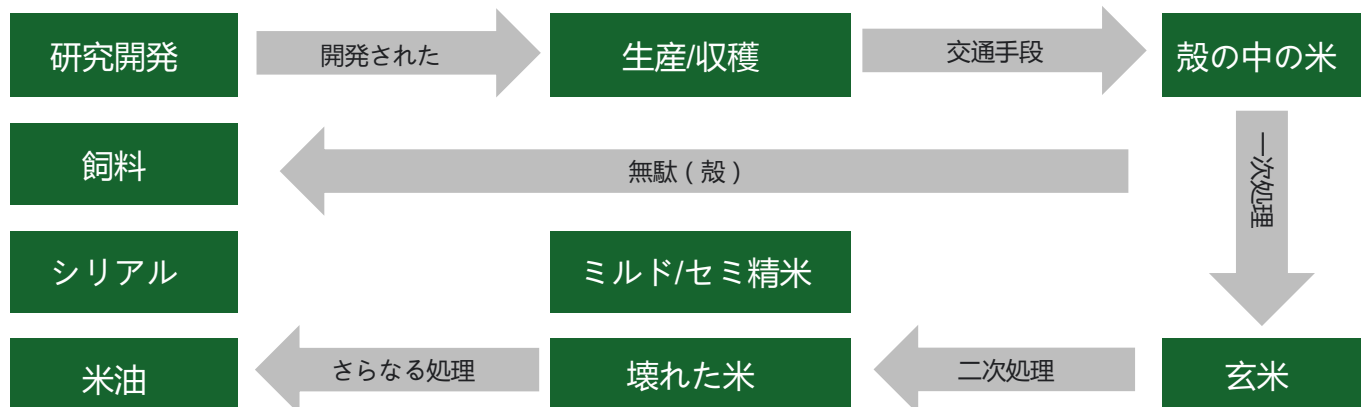 研究開発
開発された
生産/収穫
交通手段
殻の中の米
飼料
無駄 ( 殻 )
一次処理
シリアル
ミルド/セミ精米
米油
さらなる処理
壊れた米
二次処理
玄米